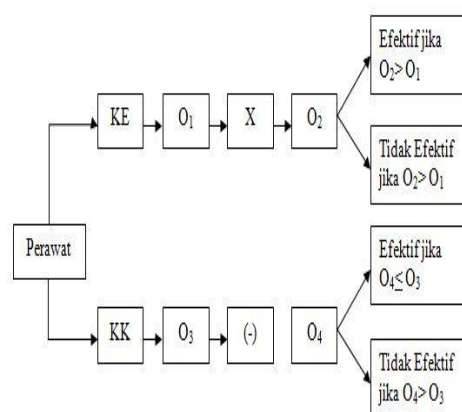 Efektif jika
O₂> O₁
KE
O₁
X
O₂
Tidak Efektif
jika O₂> O₁
Perawat
Efektif jika
O₄≤ O₃
KK
O₃
(-)
O₄
Tidak Efektif
jika O₄> O₃